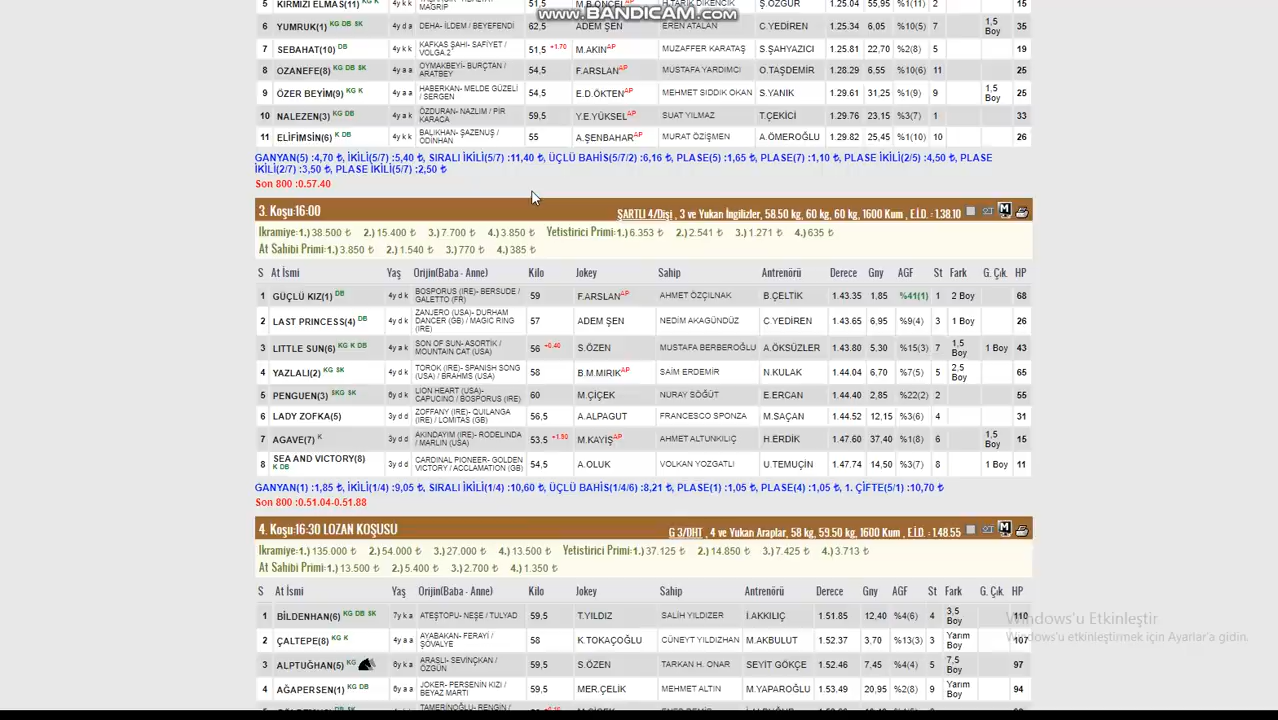 www.BANDICAM.com
5 KIRMIZI ELMAS(11) KG K 4y k k MAGRIP 51,5 M.B.ÖNCEL H.TARIK DİKENCİK Ş.ÖZGÜR 1.25.04 55,95 %1(11) 2 15
6 YUMRUK(1) KG DB SK 4y d d DEHA- İLDEM / BEYEFENDİ 62,5 ADEM ŞEN EREN ATALAN C.YEDİREN 1.25.34 6,05 %5(8) 7 1,5 Boy 35
7 SEBAHAT(10) DB 4y k k KAFKAS ŞAHI- SAFİYET / VOLGA.2 51,5 +1.70 M.AKIN AP MUZAFFER KARATAŞ S.ŞAHYAZICI 1.25.81 22,70 %2(8) 5 19
8 OZANEFE(8) KG DB SK 4y a a OYMAKBEYİ- BURÇTAN / ARATBEY 54,5 F.ARSLAN AP MUSTAFA YARDIMCI O.TAŞDEMİR 1.28.29 6,55 %10(6) 11 25
9 ÖZER BEYİM(9) KG K 4y a a HABERKAN- MELDE GÜZELİ / SERGEN 54,5 E.D.ÖKTEN AP MEHMET SIDDIK OKAN S.YANIK 1.29.61 31,25 %1(9) 9 1,5 Boy 25
10 NALEZEN(3) KG DB 4y a k ÖZDURAN- NAZLIM / PİR KARACA 59,5 Y.E.YÜKSEL AP SUAT YILMAZ T.ÇEKİCİ 1.29.76 23,15 %3(7) 1 33
11 ELİFİMSİN(6) K DB 4y k k BALIKHAN- ŞAZENUŞ / ODİNHAN 55 A.ŞENBAHAR AP MURAT ÖZİŞMEN A.ÖMEROĞLU 1.29.82 25,45 %1(10) 10 26
GANYAN(5) :4,70 ₺, İKİLİ(5/7) :5,40 ₺, SIRALI İKİLİ(5/7) :11,40 ₺, ÜÇLÜ BAHİS(5/7/2) :6,16 ₺, PLASE(5) :1,65 ₺, PLASE(7) :1,10 ₺, PLASE İKİLİ(2/5) :4,50 ₺, PLASE
İKİLİ(2/7) :3,50 ₺, PLASE İKİLİ(5/7) :2,50 ₺
Son 800 :0.57.40
3. Koşu:16:00 ŞARTLI 4/Dişi , 3 ve Yukarı İngilizler, 58.50 kg, 60 kg, 60 kg, 1600 Kum , E.İ.D. : 1.38.10
İkramiye: 1.) 38.500 ₺ 2.) 15.400 ₺ 3.) 7.700 ₺ 4.) 3.850 ₺ Yetistirici Primi: 1.) 6.353 ₺ 2.) 2.541 ₺ 3.) 1.271 ₺ 4.) 635 ₺
At Sahibi Primi: 1.) 3.850 ₺ 2.) 1.540 ₺ 3.) 770 ₺ 4.) 385 ₺
S At İsmi Yaş Orijin(Baba - Anne) Kilo Jokey Sahip Antrenörü Derece Gny AGF St Fark G. Çık. HP
1 GÜÇLÜ KIZ(1) DB 4y d k BOSPORUS (IRE)- BERSUDE / GALETTO (FR) 59 F.ARSLAN AP AHMET ÖZÇILNAK B.ÇELTİK 1.43.35 1,85 %41(1) 1 2 Boy 68
2 LAST PRINCESS(4) DB 4y d k ZANJERO (USA)- DURHAM DANCER (GB) / MAGIC RING (IRE) 57 ADEM ŞEN NEDİM AKAGÜNDÜZ C.YEDİREN 1.43.65 6,95 %9(4) 3 1 Boy 26
3 LITTLE SUN(6) KG K DB 4y a k SON OF SUN- ASORTİK / MOUNTAIN CAT (USA) 56 +0.40 S.ÖZEN MUSTAFA BERBEROĞLU A.ÖKSÜZLER 1.43.80 5,30 %15(3) 7 1,5 Boy 1 Boy 43
4 YAZLALI(2) KG SK 4y d k TOROK (IRE)- SPANISH SONG (USA) / BRAHMS (USA) 58 B.M.MIRIK AP SAİM ERDEMİR N.KULAK 1.44.04 6,70 %7(5) 5 2,5 Boy 65
5 PENGUEN(3) SKG SK 6y d k LION HEART (USA)- CAPUCINO / BOSPORUS (IRE) 60 M.ÇİÇEK NURAY SÖĞÜT E.ERCAN 1.44.40 2,85 %22(2) 2 55
6 LADY ZOFKA(5) 3y d d ZOFFANY (IRE)- QUILANGA (IRE) / LOMITAS (GB) 56,5 A.ALPAGUT FRANCESCO SPONZA M.SAÇAN 1.44.52 12,15 %3(6) 4 31
7 AGAVE(7) K 3y d d AKINDAYIM (IRE)- RODELINDA / MARLIN (USA) 53,5 +1.50 M.KAYIŞ AP AHMET ALTUNKILIÇ H.ERDİK 1.47.60 37,40 %1(8) 6 1,5 Boy 15
8 SEA AND VICTORY(8) K DB 3y d d CARDINAL PIONEER- GOLDEN VICTORY / ACCLAMATION (GB) 54,5 A.OLUK VOLKAN YOZGATLI U.TEMUÇİN 1.47.74 14,50 %3(7) 8 1 Boy 11
GANYAN(1) :1,85 ₺, İKİLİ(1/4) :9,05 ₺, SIRALI İKİLİ(1/4) :10,60 ₺, ÜÇLÜ BAHİS(1/4/6) :8,21 ₺, PLASE(1) :1,05 ₺, PLASE(4) :1,05 ₺, 1. ÇİFTE(5/1) :10,70 ₺
Son 800 :0.51.04-0.51.88
4. Koşu:16:30 LOZAN KOŞUSU G 3/DHT , 4 ve Yukarı Araplar, 58 kg, 59.50 kg, 1600 Kum , E.İ.D. : 1.48.55
İkramiye: 1.) 135.000 ₺ 2.) 54.000 ₺ 3.) 27.000 ₺ 4.) 13.500 ₺ Yetistirici Primi: 1.) 37.125 ₺ 2.) 14.850 ₺ 3.) 7.425 ₺ 4.) 3.713 ₺
At Sahibi Primi: 1.) 13.500 ₺ 2.) 5.400 ₺ 3.) 2.700 ₺ 4.) 1.350 ₺
S At İsmi Yaş Orijin(Baba - Anne) Kilo Jokey Sahip Antrenörü Derece Gny AGF St Fark G. Çık. HP
1 BİLDENHAN(6) KG DB SK 7y k a ATEŞTOPU- NEŞE / TULYAD 59,5 T.YILDIZ SALİH YILDIZER İ.AKKILIÇ 1.51.85 12,40 %4(6) 4 3,5 Boy 110
2 ÇALTEPE(8) KG K 4y a a AYABAKAN- FERAYİ / ŞOVALYE 58 K.TOKAÇOĞLU CÜNEYT YILDIZHAN M.AKBULUT 1.52.37 3,70 %13(3) 3 Yarım Boy 107
3 ALPTUĞHAN(5) KG 6y k a ARASLI- SEVİNÇKAN / ÖZGÜN 59,5 S.ÖZEN TARKAN H. ONAR SEYİT GÖKÇE 1.52.46 7,45 %4(4) 5 7,5 Boy 97
4 AĞAPERSEN(1) KG DB 6y a a JOKER- PERSENİN KIZI / BEYAZ MARTI 59,5 MER.ÇELİK MEHMET ALTIN M.YAPAROĞLU 1.53.49 20,95 %2(8) 9 Yarım Boy 94
TAMERİNOĞLU- RENGİN /
Windows'u Etkinleştir
Windows'u etkinleştirmek için Ayarlar'a gidin.